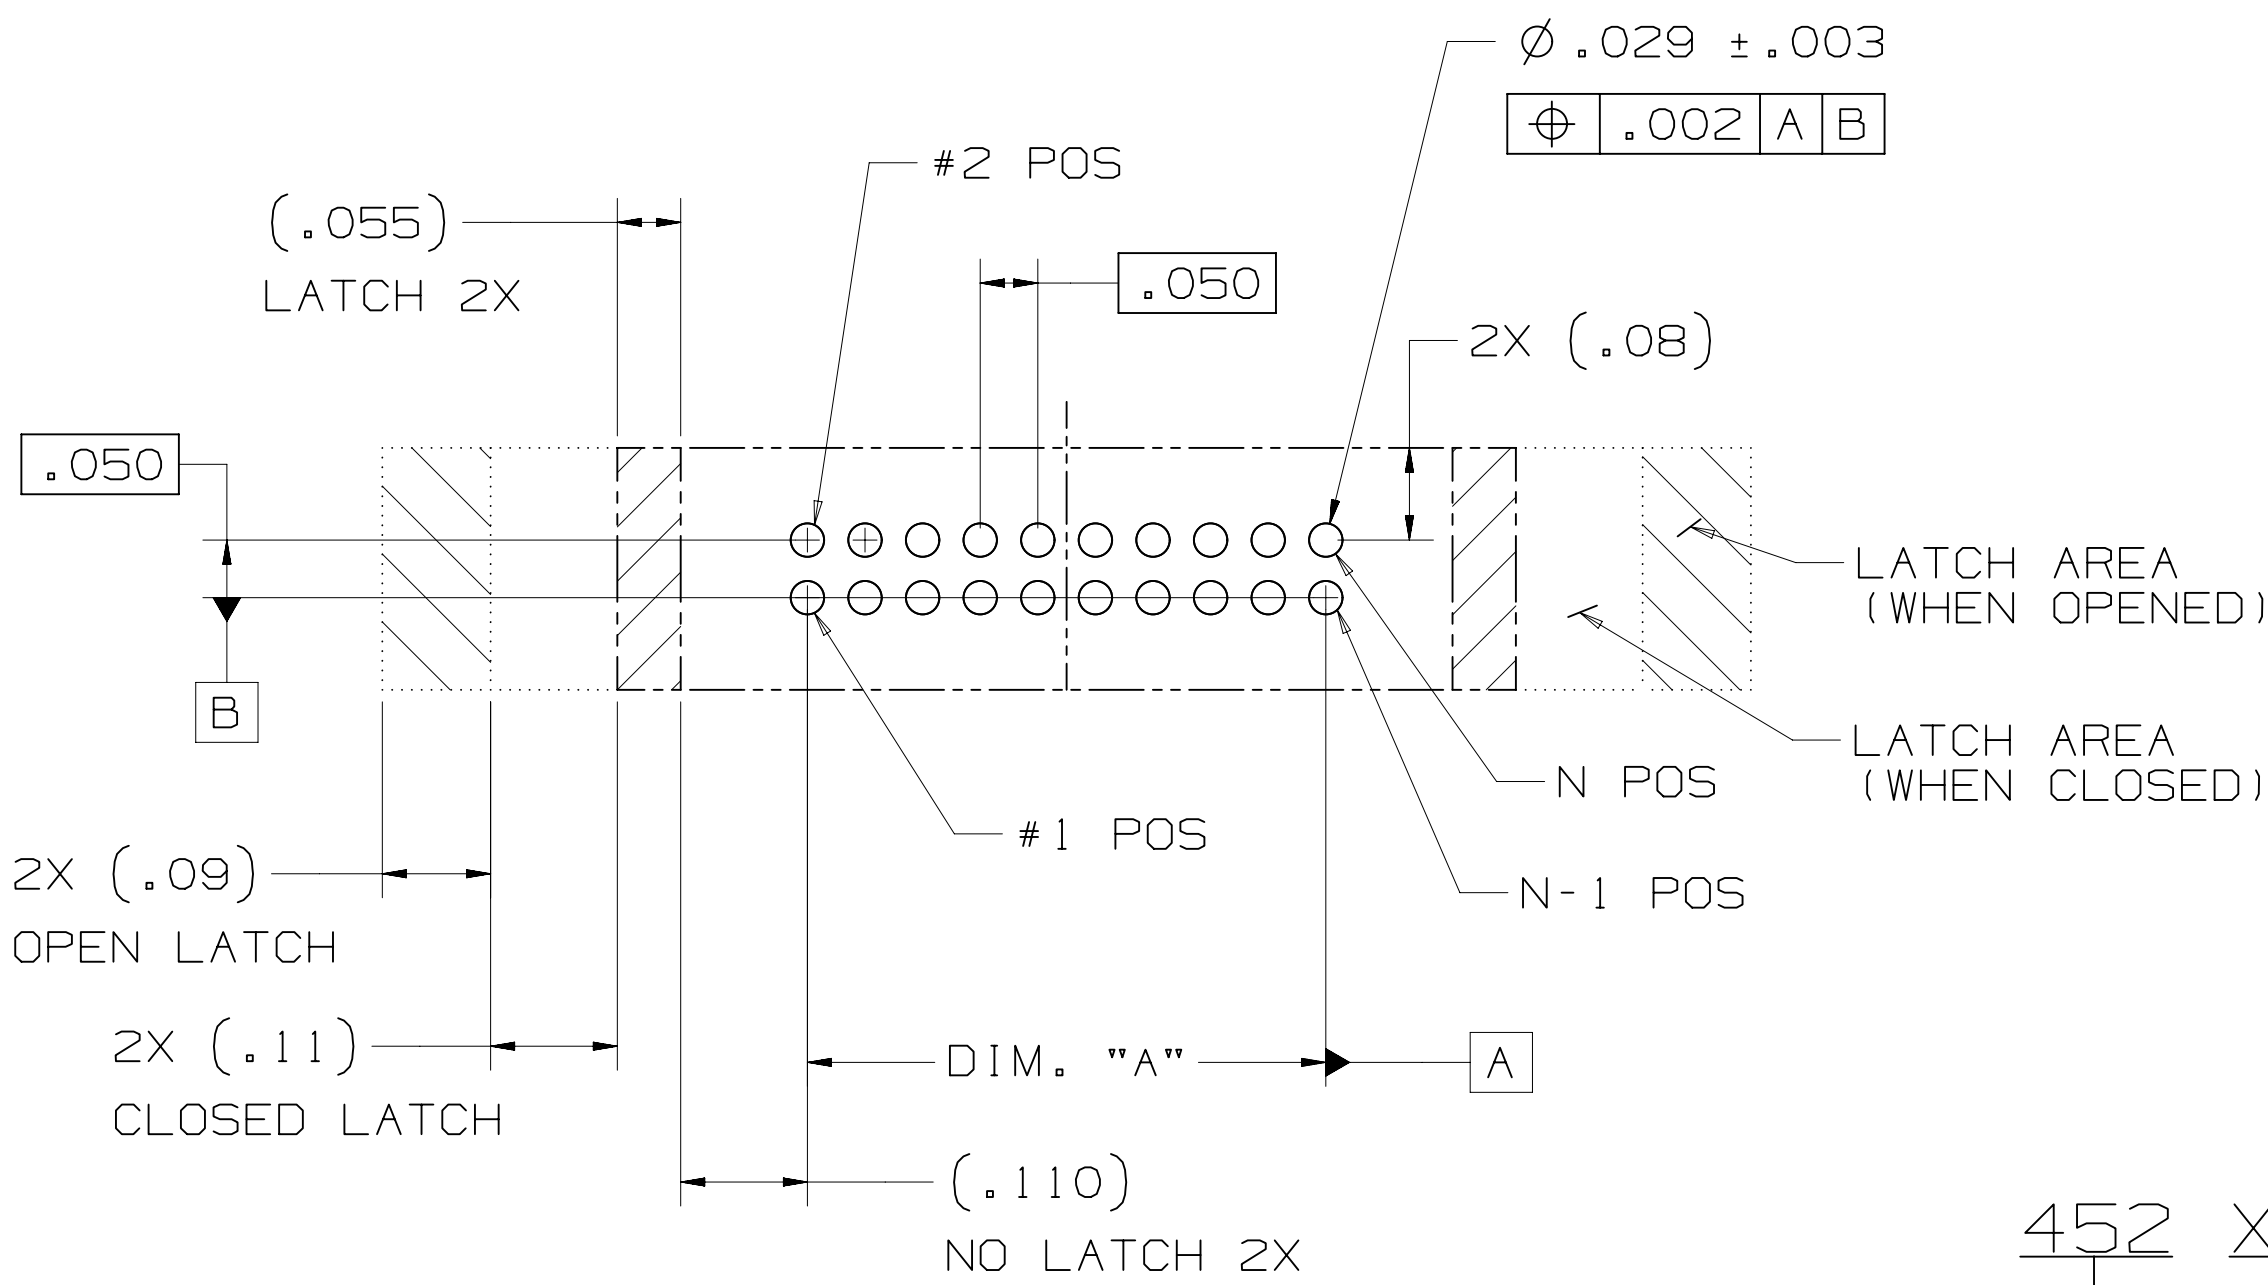 Ø.029 ±.003
⌖ .002 A B
#2 POS
(.055)
LATCH 2X
.050
2X (.08)
.050
LATCH AREA
(WHEN OPENED)
B
LATCH AREA
(WHEN CLOSED)
N POS
#1 POS
N-1 POS
2X (.09)
OPEN LATCH
2X (.11)
CLOSED LATCH
DIM. "A"
A
(.110)
NO LATCH 2X
452 X